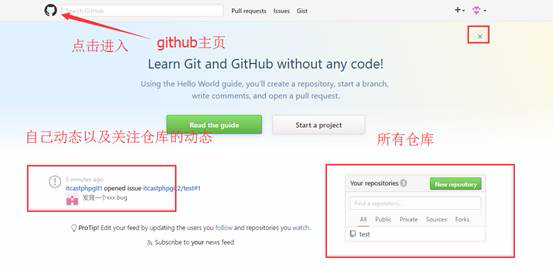 Search GitHub
Pull requests Issues Gist
点击进入 github主页
Learn Git and GitHub without any code!
Using the Hello World guide, you'll create a repository, start a branch,
write comments, and open a pull request.
Read the guide Start a project
自己动态以及关注仓库的动态
所有仓库
5 minutes ago
itcastphpgit1 opened issue itcastphpgit2/test#1
发现一个xxx bug
ProTip! Edit your feed by updating the users you follow and repositories you watch.
Subscribe to your news feed
Your repositories 1 New repository
Find a repository...
All Public Private Sources Forks
test